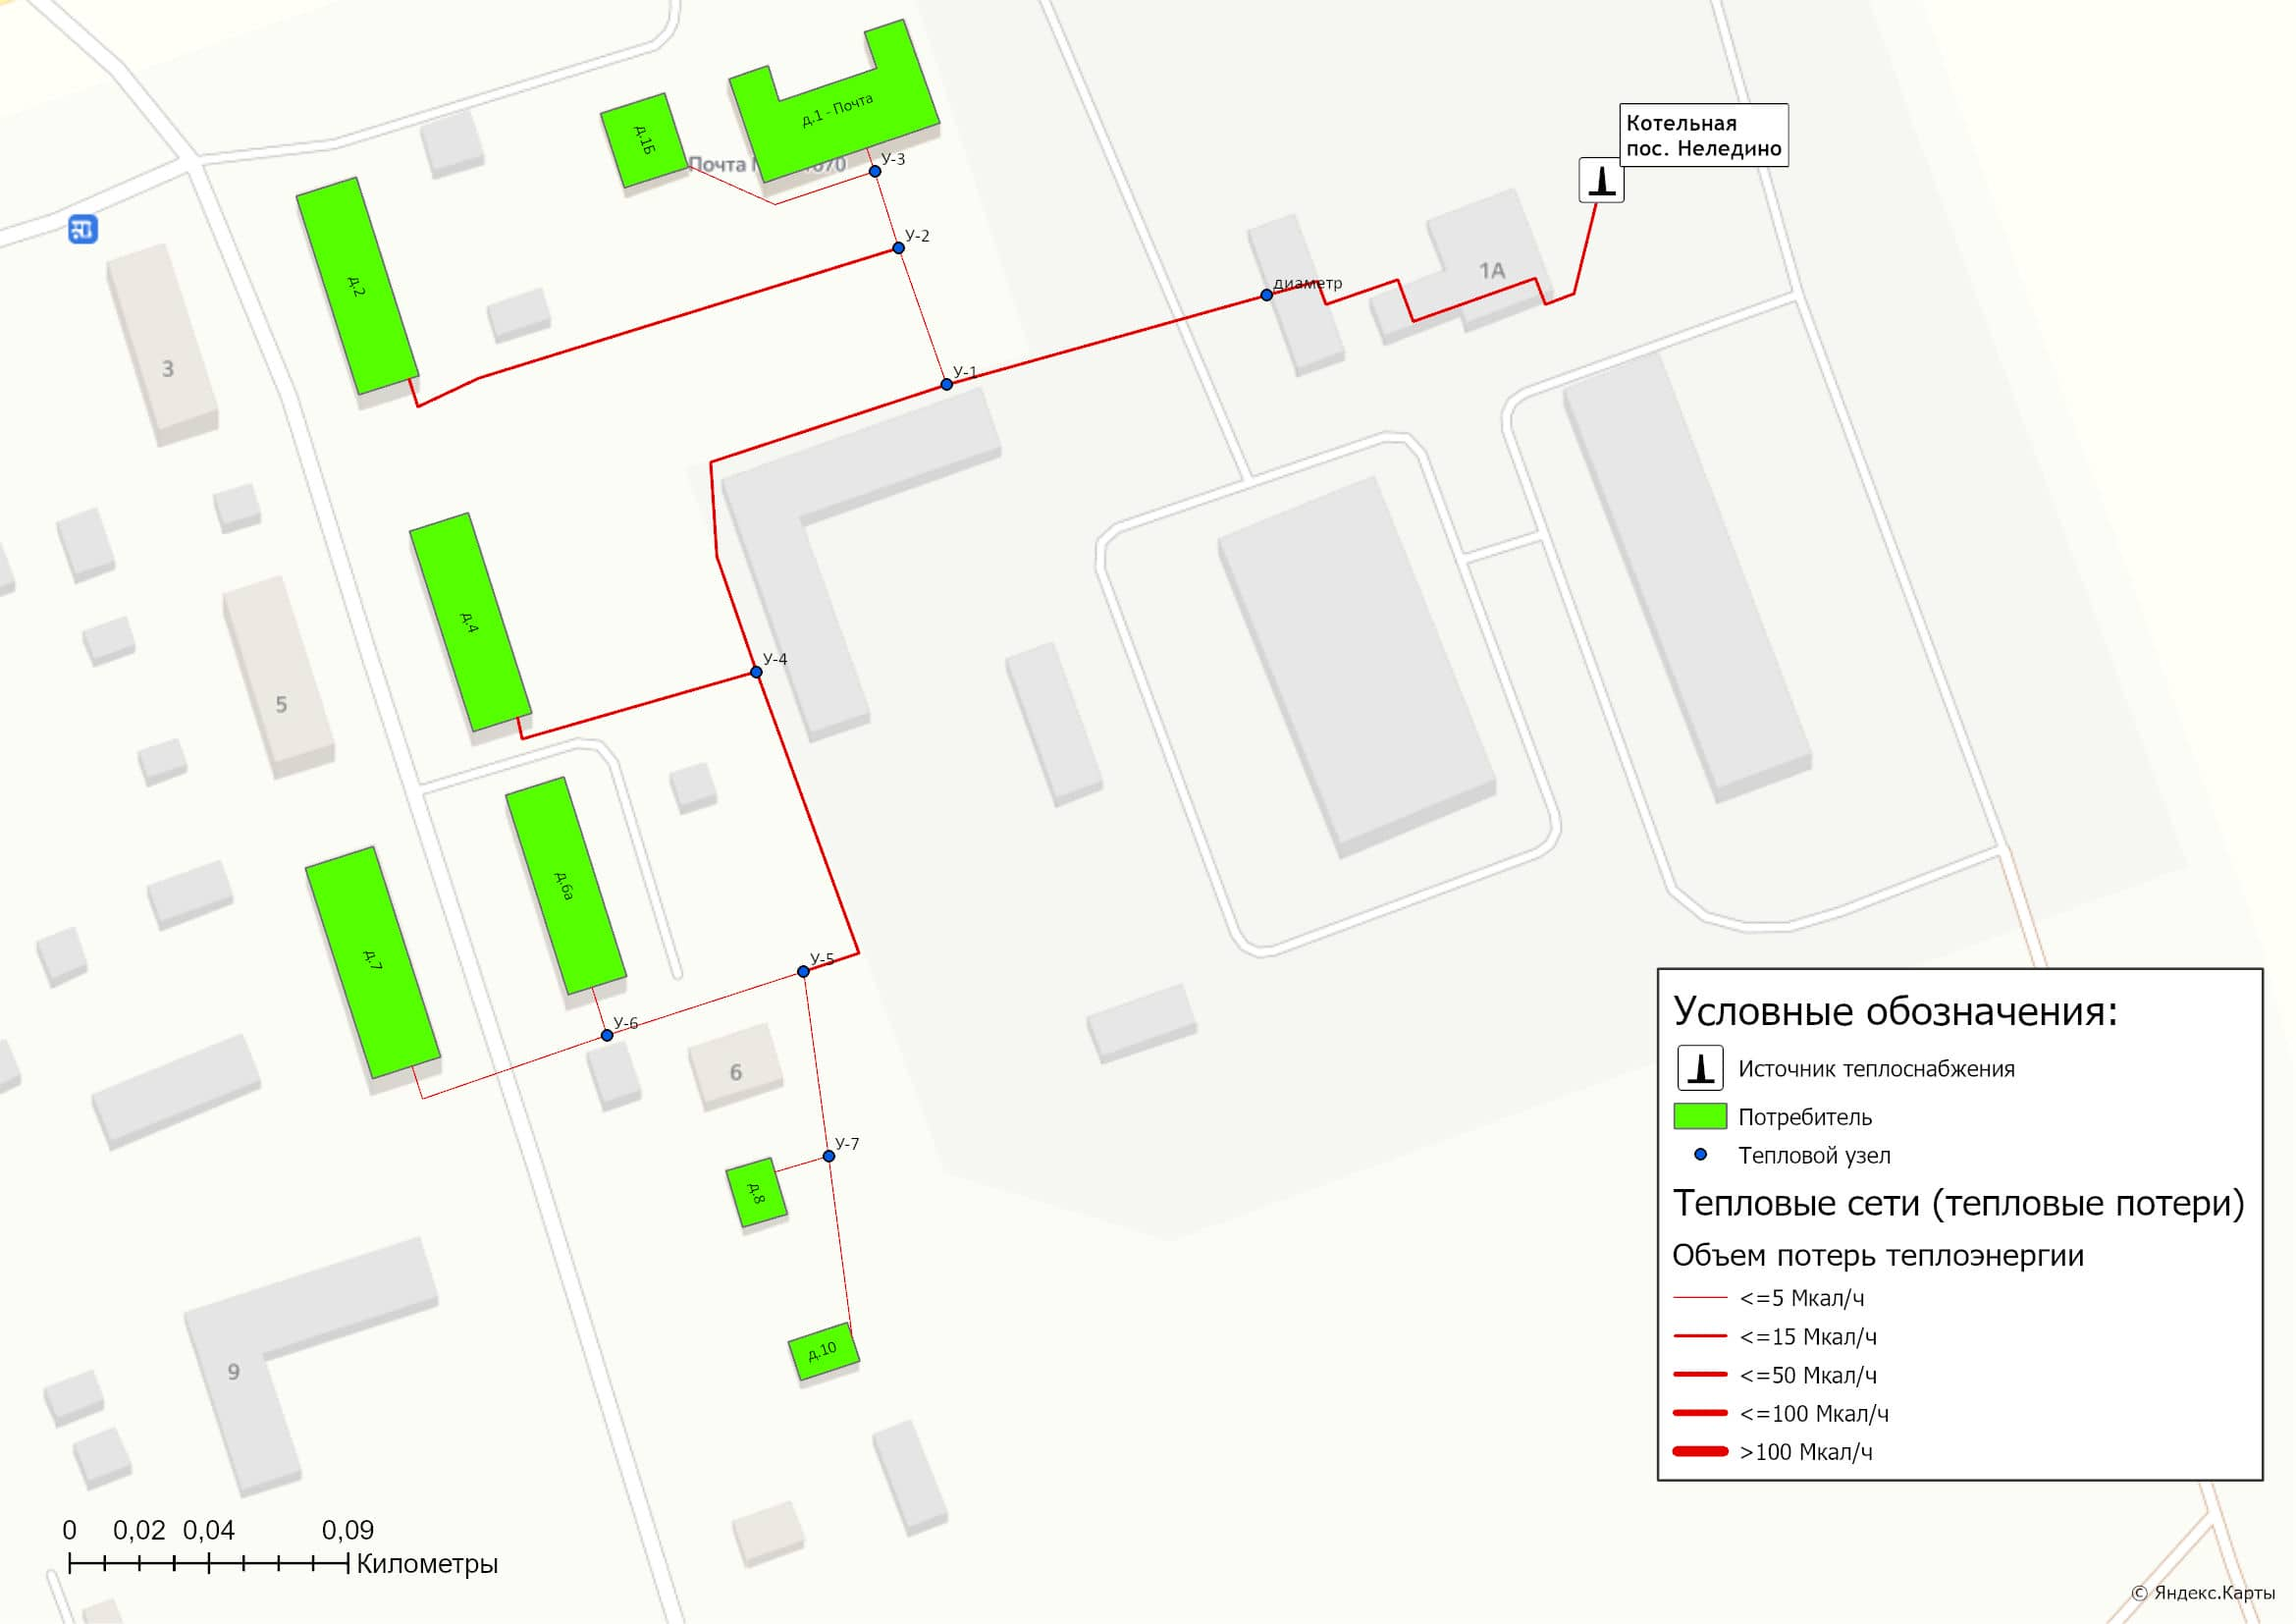 д.1 - Почта
д.1Б
Почта
У-3
Котельная
пос. Неледино
У-2
1А
диаметр
д.2
3
У-1
д.4
У-4
5
д.6а
д.7
У-5
У-6
6
У-7
д.8
д.10
9
Условные обозначения:
Источник теплоснабжения
Потребитель
Тепловой узел
Тепловые сети (тепловые потери)
Объем потерь теплоэнергии
<=5 Мкал/ч
<=15 Мкал/ч
<=50 Мкал/ч
<=100 Мкал/ч
>100 Мкал/ч
0 0,02 0,04 0,09
Километры
© Яндекс.Карты